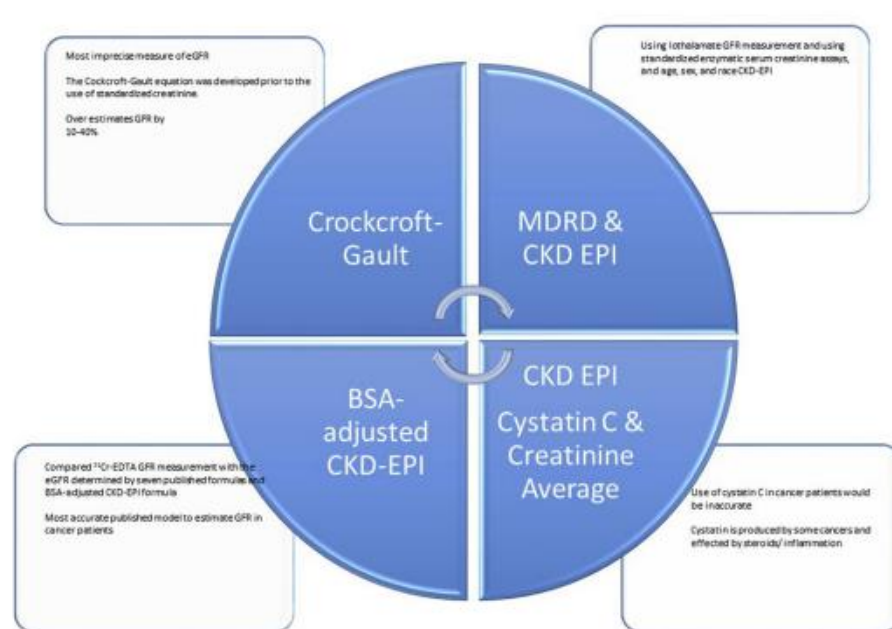 Most imprecise measure of eGFR
The Cockcroft-Gault equation was developed prior to the
use of standardized creatinine.
Over estimates GFR by
10-40%
Using Iothalamate GFR measurement and using
standardized enzymatic serum creatinine assays,
and age, sex, and race CKD-EPI
Crockcroft-
Gault
MDRD &
CKD EPI
BSA-
adjusted
CKD-EPI
CKD EPI
Cystatin C &
Creatinine
Average
Compared ⁵¹Cr-EDTA GFR measurement with the
eGFR determined by seven published formulas and
BSA-adjusted CKD-EPI formula
Most accurate published model to estimate GFR in
cancer patients
Use of cystatin C in cancer patients would
be inaccurate
Cystatin is produced by some cancers and
effected by steroids/ inflammation